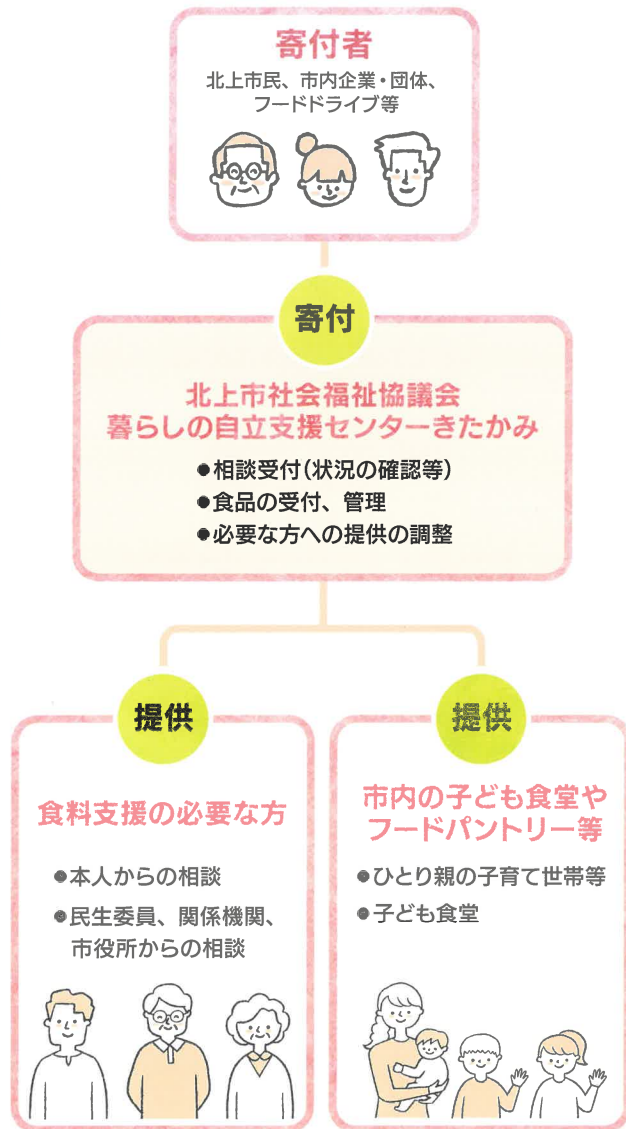 寄付者
北上市民、市内企業・団体、
フードドライブ等
寄付
北上市社会福祉協議会
暮らしの自立支援センターきたかみ
●相談受付(状況の確認等)
●食品の受付、管理
●必要な方への提供の調整
提供
食料支援の必要な方
●本人からの相談
●民生委員、関係機関、
市役所からの相談
提供
市内の子ども食堂や
フードパントリー等
●ひとり親の子育て世帯等
●子ども食堂